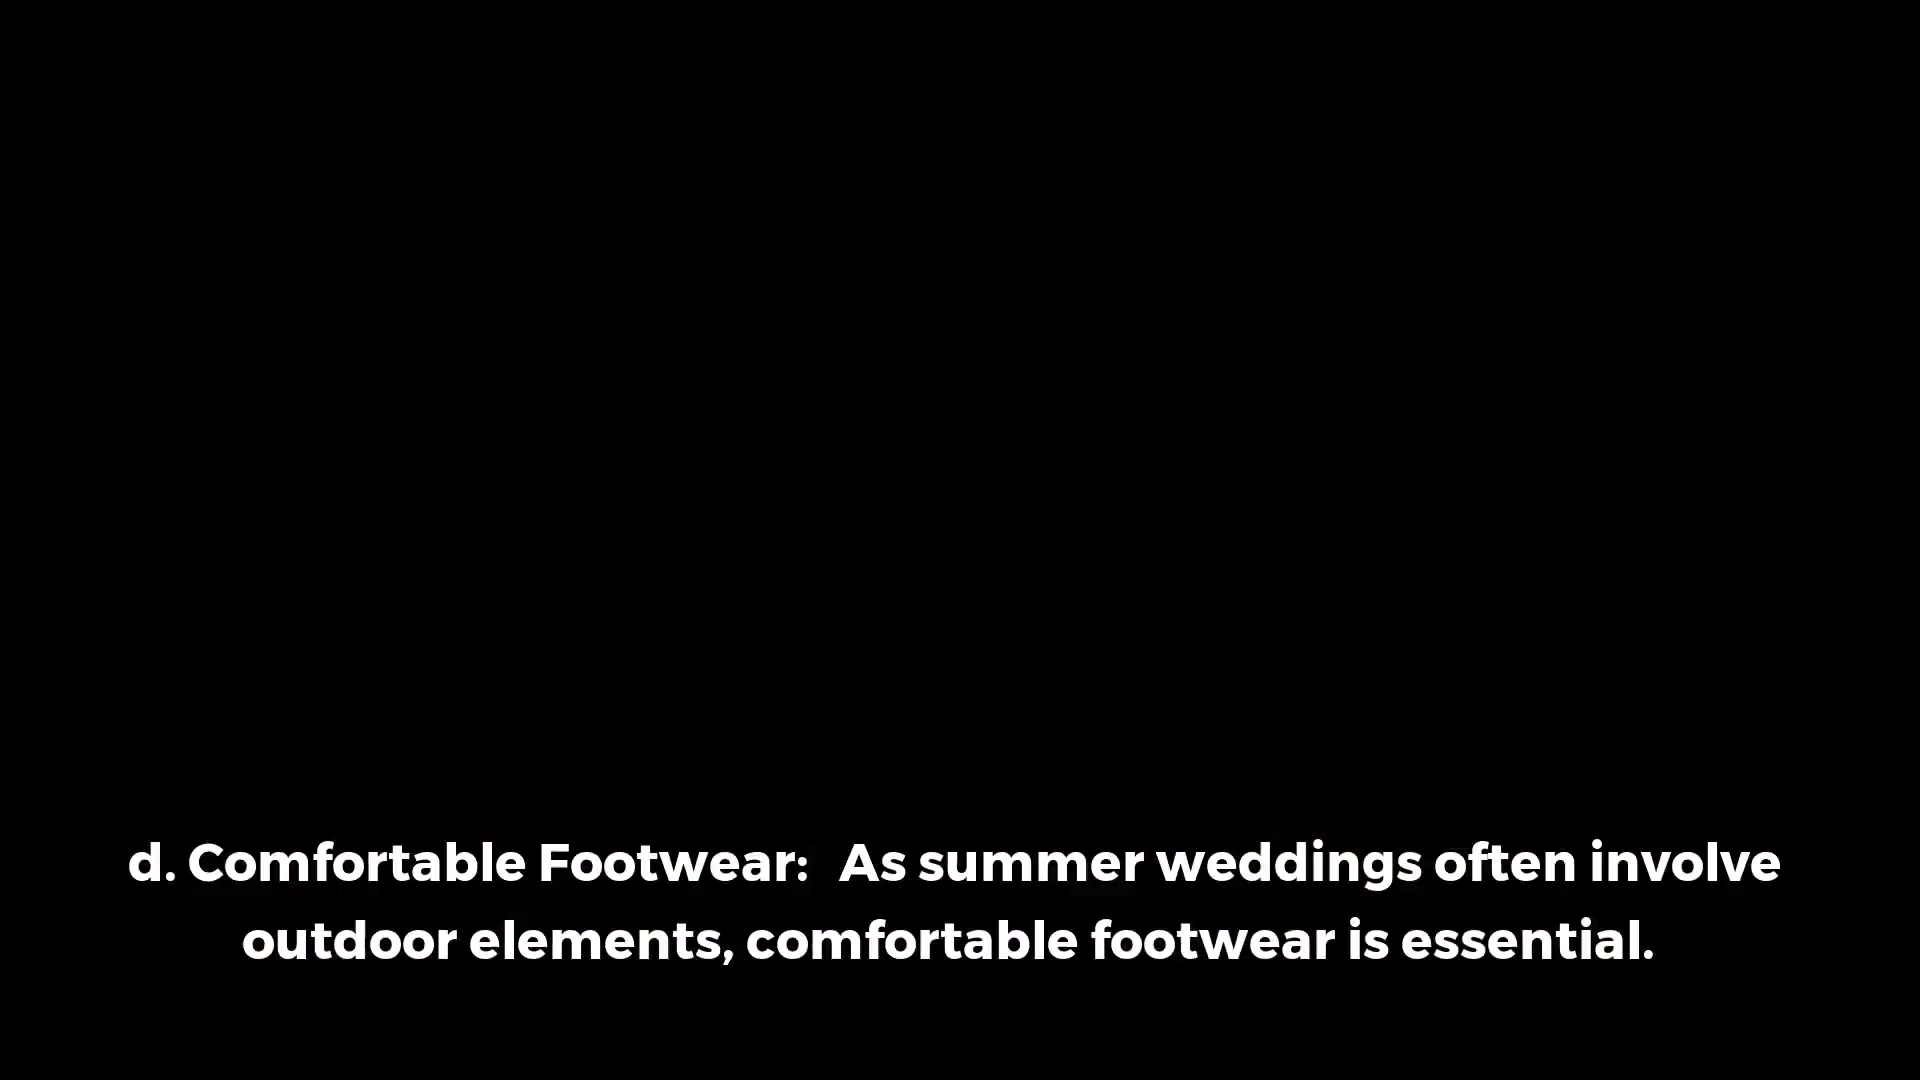 d. Comfortable Footwear:   As summer weddings often involve
outdoor elements, comfortable footwear is essential.